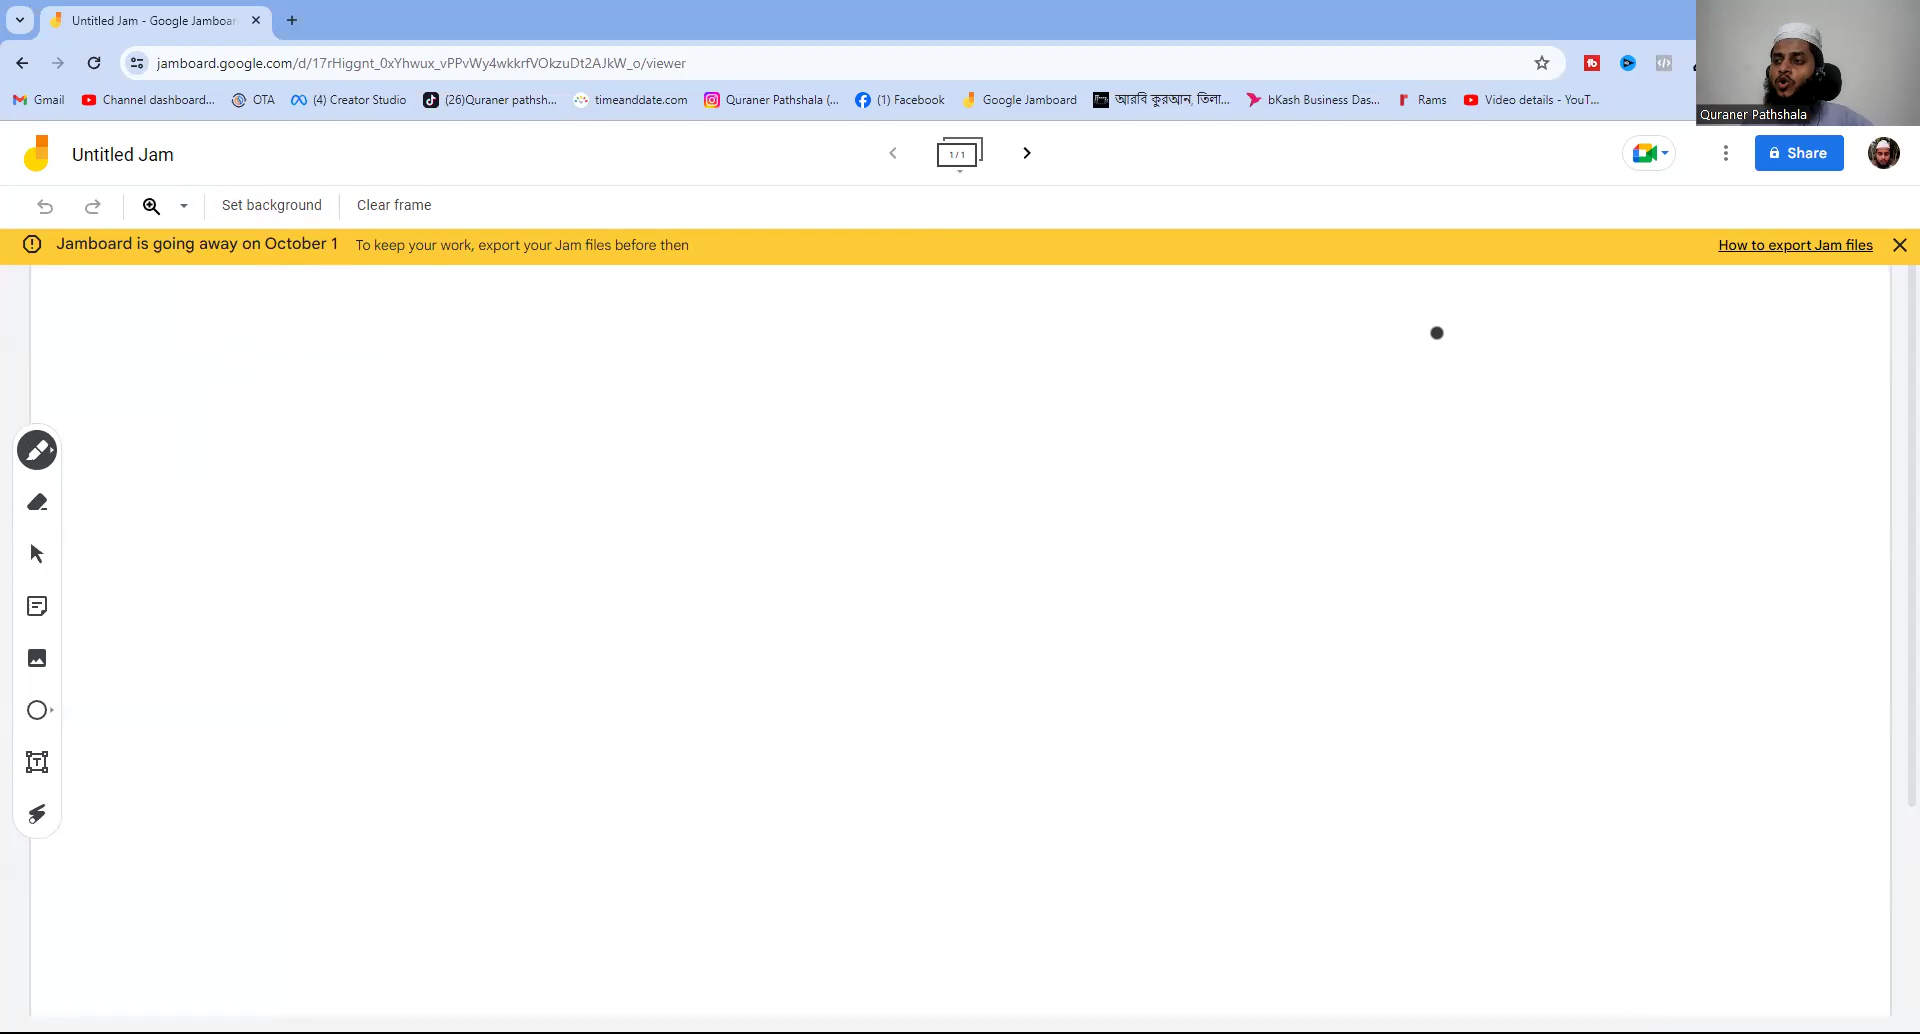 Untitled Jam - Google Jamboar
jamboard.google.com/d/17rHiggnt_0xYhwux_vPPvWy4wkkrfVOkzuDt2AJkW_o/viewer
Gmail Channel dashboard... OTA (4) Creator Studio (26)Quraner pathsh... timeanddate.com Quraner Pathshala (... (1) Facebook Google Jamboard আরবি কুরআন, তিলা... bKash Business Das... Rams Video details - YouT...
Quraner Pathshala
Untitled Jam
1 / 1
Share
Set background Clear frame
Jamboard is going away on October 1 To keep your work, export your Jam files before then How to export Jam files